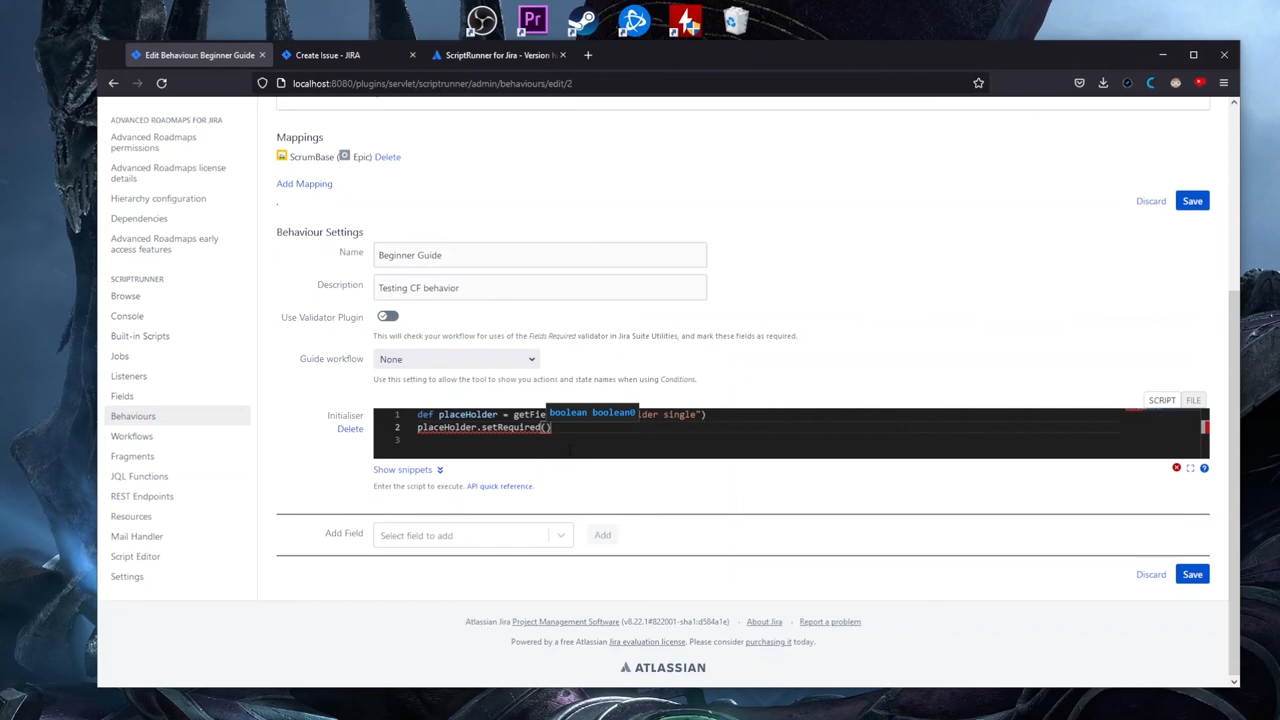 Pr
Edit Behaviour: Beginner Guide
Create Issue - JIRA
ScriptRunner for Jira - Version h
localhost:8080/plugins/servlet/scriptrunner/admin/behaviours/edit/2
ADVANCED ROADMAPS FOR JIRA
Advanced Roadmaps
permissions
Advanced Roadmaps license
details
Hierarchy configuration
Dependencies
Advanced Roadmaps early
access features
SCRIPTRUNNER
Browse
Console
Built-in Scripts
Jobs
Listeners
Fields
Behaviours
Workflows
Fragments
JQL Functions
REST Endpoints
Resources
Mail Handler
Script Editor
Settings
Mappings
ScrumBase ( Epic) Delete
Add Mapping
Discard Save
Behaviour Settings
Name Beginner Guide
Description Testing CF behavior
Use Validator Plugin
This will check your workflow for uses of the Fields Required validator in Jira Suite Utilities, and mark these fields as required.
Guide workflow None
Use this setting to allow the tool to show you actions and state names when using Conditions.
SCRIPT FILE
Initialiser
Delete
boolean boolean0
1 def placeHolder = getFie lder single")
2 placeHolder.setRequired()
3
Show snippets
Enter the script to execute. API quick reference.
Add Field Select field to add Add
Discard Save
Atlassian Jira Project Management Software (v8.22.1#822001-sha1:d584a1e) · About Jira · Report a problem
Powered by a free Atlassian Jira evaluation license. Please consider purchasing it today.
ATLASSIAN